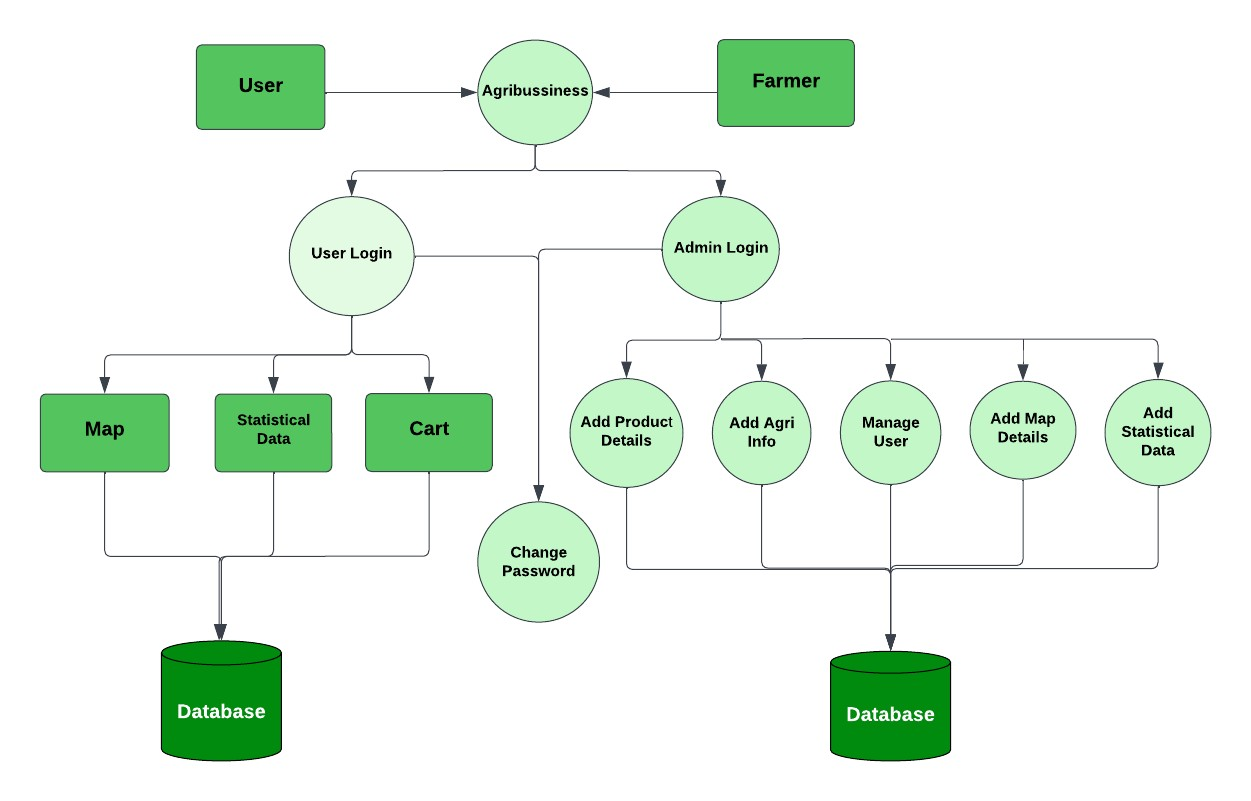 User
Agribussiness
Farmer
User Login
Admin Login
Map
Statistical
Data
Cart
Add Product
Details
Add Agri
Info
Manage
User
Add Map
Details
Add
Statistical
Data
Change
Password
Database
Database